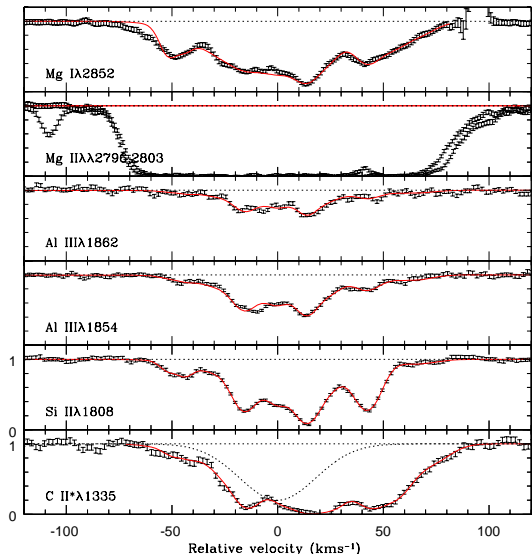 Mg Iλ2852
Mg IIλλ2796,2803
Al IIIλ1862
Al IIIλ1854
1
Si IIλ1808
0
1
C II*λ1335
0
-100 -50 0 50 100
Relative velocity (kms⁻¹)